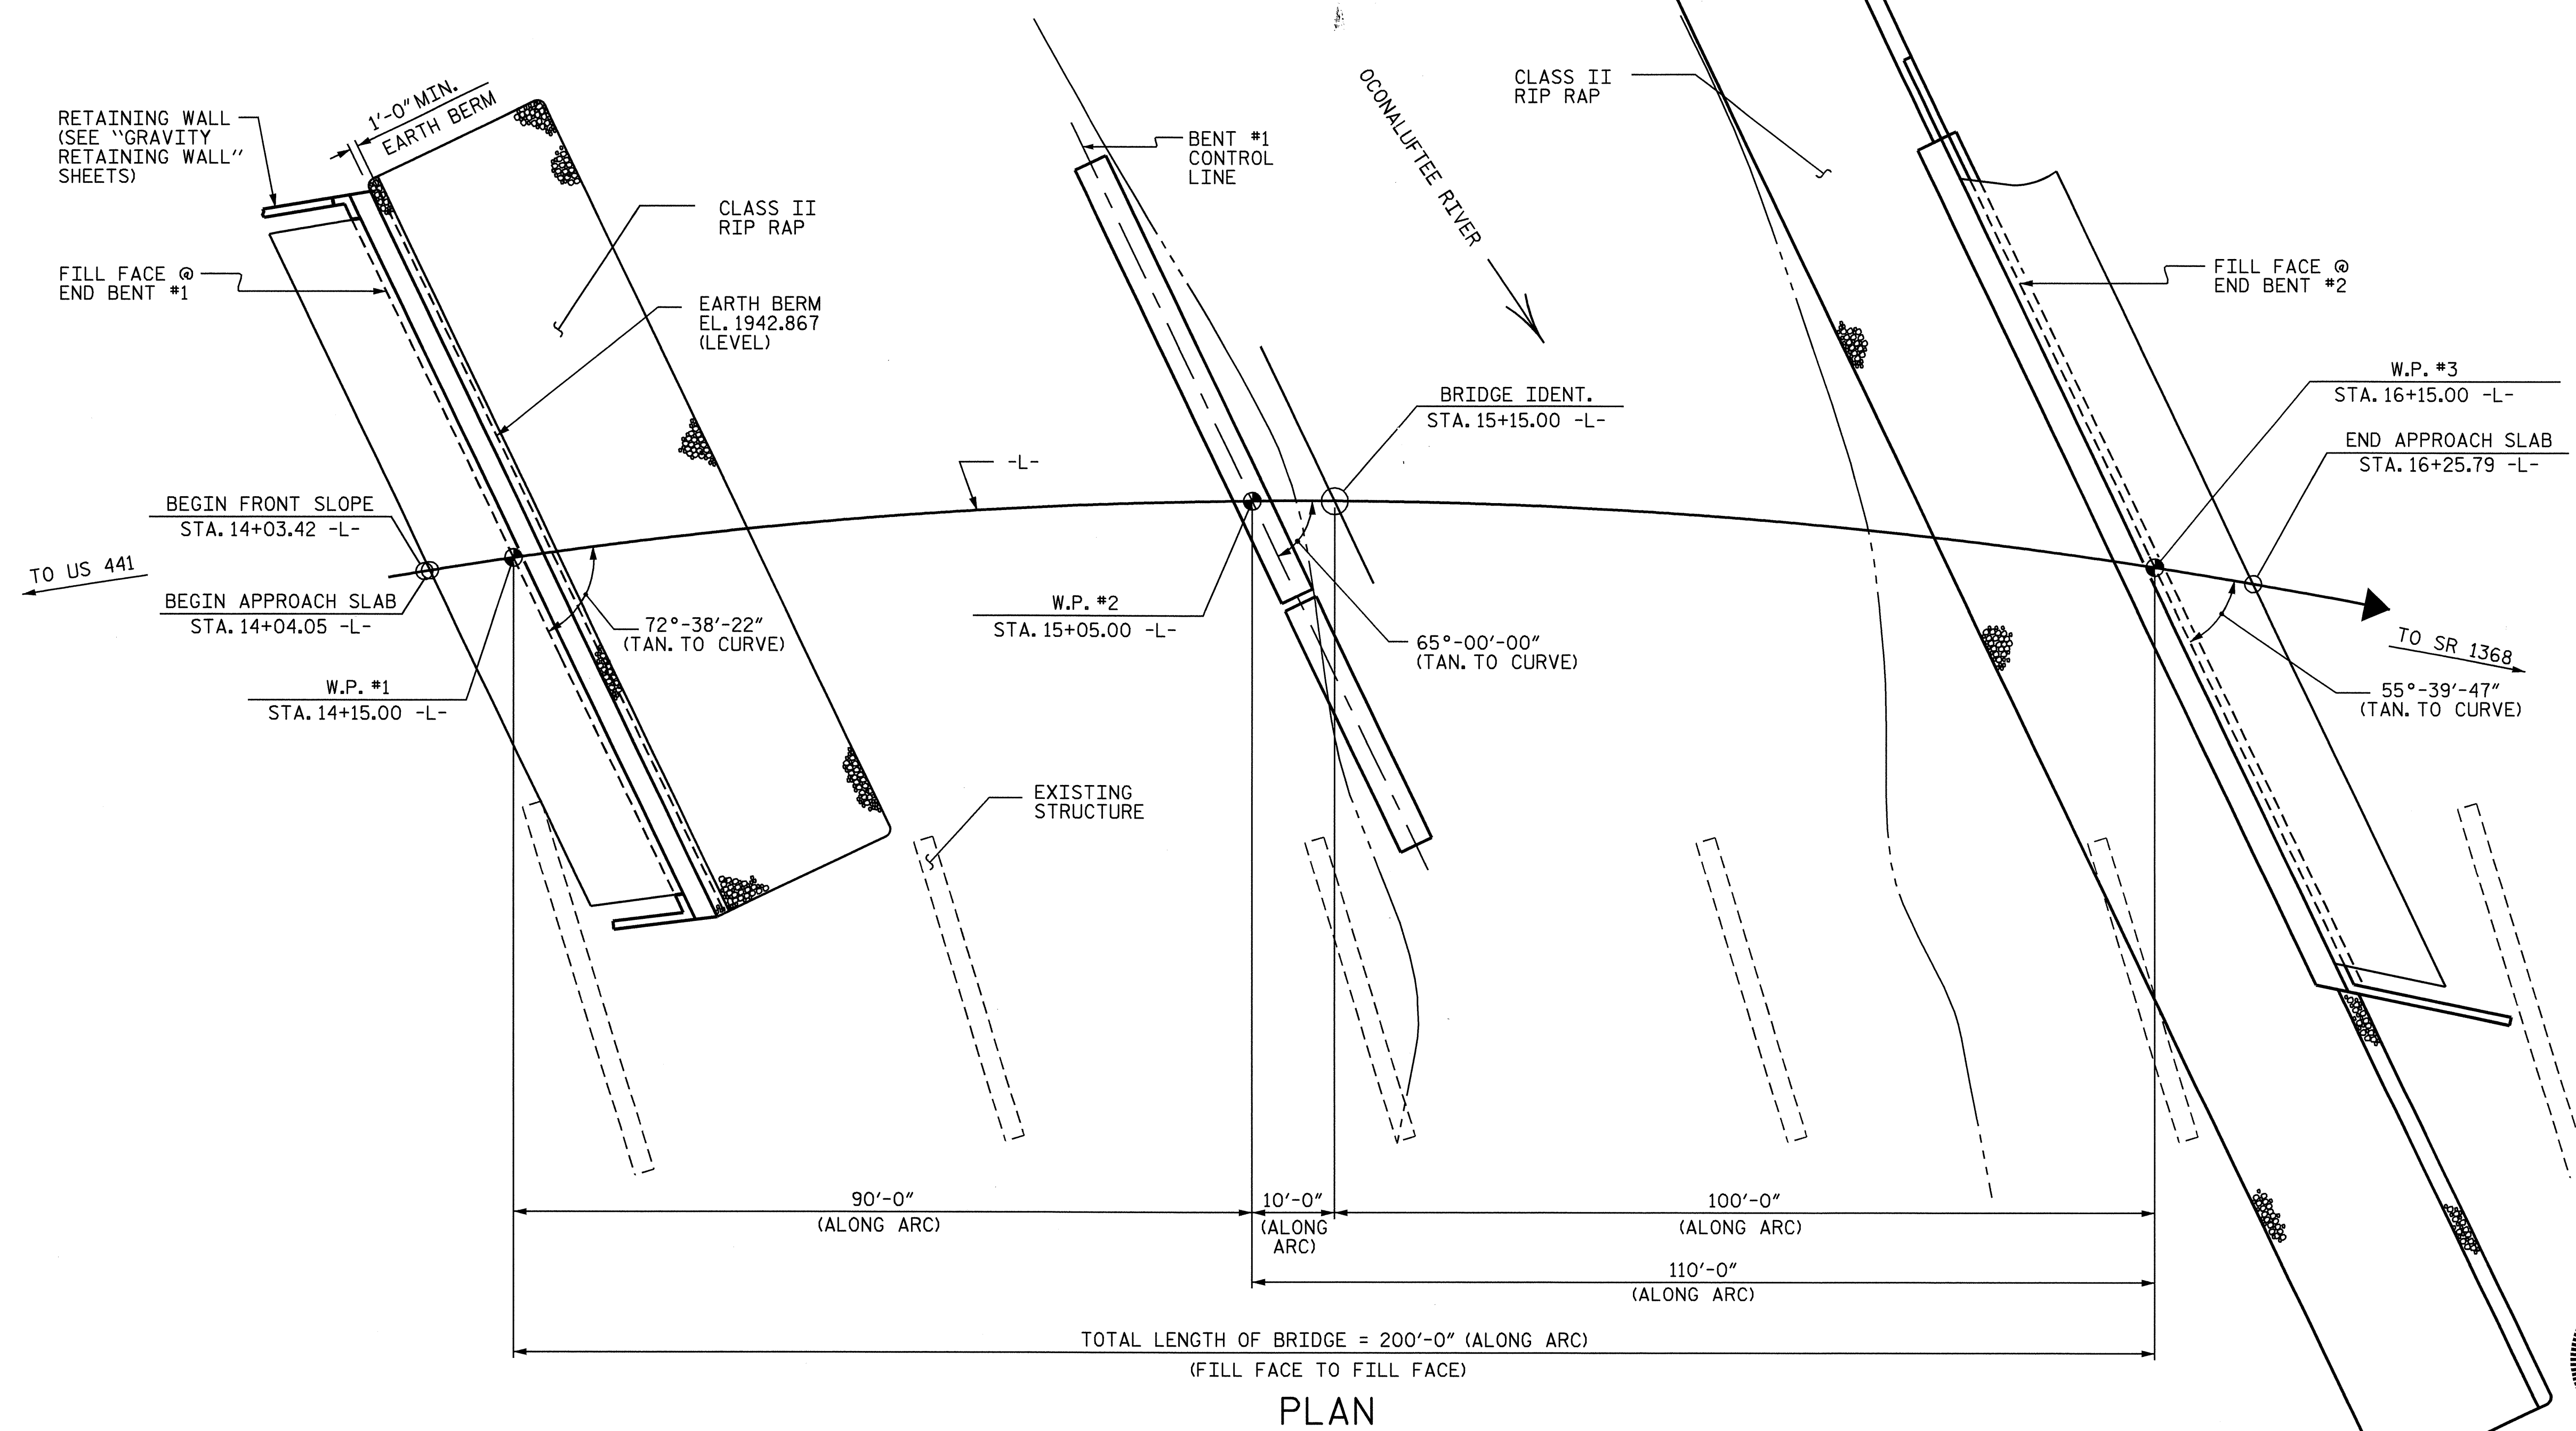 RETAINING WALL
(SEE "GRAVITY
RETAINING WALL"
SHEETS)
1'-0" MIN.
EARTH BERM
CLASS II
RIP RAP
FILL FACE @
END BENT #1
EARTH BERM
EL. 1942.867
(LEVEL)
BENT #1
CONTROL
LINE
OCONALUFTEE RIVER
CLASS II
RIP RAP
FILL FACE @
END BENT #2
BRIDGE IDENT.
STA. 15+15.00 -L-
W.P. #3
STA. 16+15.00 -L-
END APPROACH SLAB
STA. 16+25.79 -L-
-L-
BEGIN FRONT SLOPE
STA. 14+03.42 -L-
TO US 441
BEGIN APPROACH SLAB
STA. 14+04.05 -L-
W.P. #1
STA. 14+15.00 -L-
72°-38'-22"
(TAN. TO CURVE)
W.P. #2
STA. 15+05.00 -L-
65°-00'-00"
(TAN. TO CURVE)
TO SR 1368
55°-39'-47"
(TAN. TO CURVE)
EXISTING
STRUCTURE
90'-0"
(ALONG ARC)
10'-0"
(ALONG
ARC)
100'-0"
(ALONG ARC)
110'-0"
(ALONG ARC)
TOTAL LENGTH OF BRIDGE = 200'-0" (ALONG ARC)
(FILL FACE TO FILL FACE)
PLAN